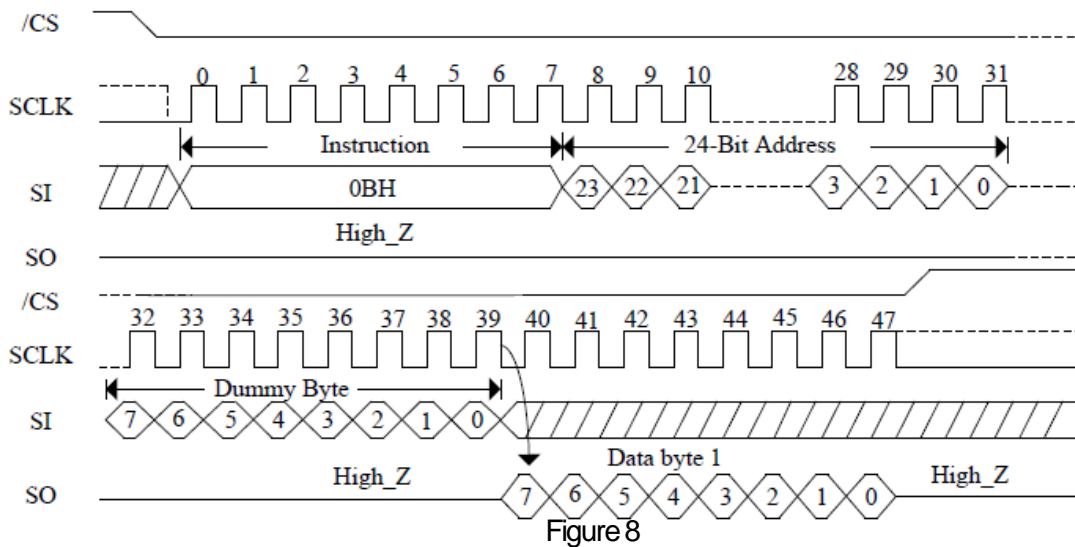 /CS
0 1 2 3 4 5 6 7 8 9 10 28 29 30 31
SCLK
Instruction 24-Bit Address
SI 0BH 23 22 21 3 2 1 0
High_Z
SO
/CS
32 33 34 35 36 37 38 39 40 41 42 43 44 45 46 47
SCLK
Dummy Byte
SI 7 6 5 4 3 2 1 0
High_Z Data byte 1 High_Z
SO 7 6 5 4 3 2 1 0
Figure 8